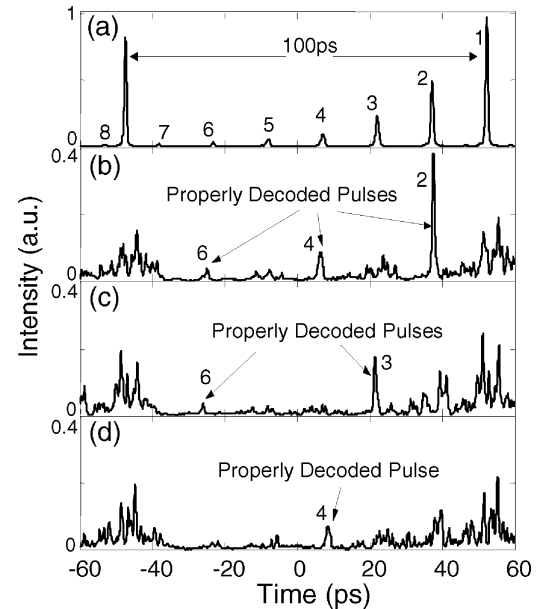 1
(a)
100ps
1
2
3
4
5
6
7
8
0
0.4
(b)
Properly Decoded Pulses
2
4
6
0
0.4
(c)
Properly Decoded Pulses
6
3
0
0.4
(d)
Properly Decoded Pulse
4
0
-60 -40 -20 0 20 40 60
Time (ps)
Intensity (a.u.)